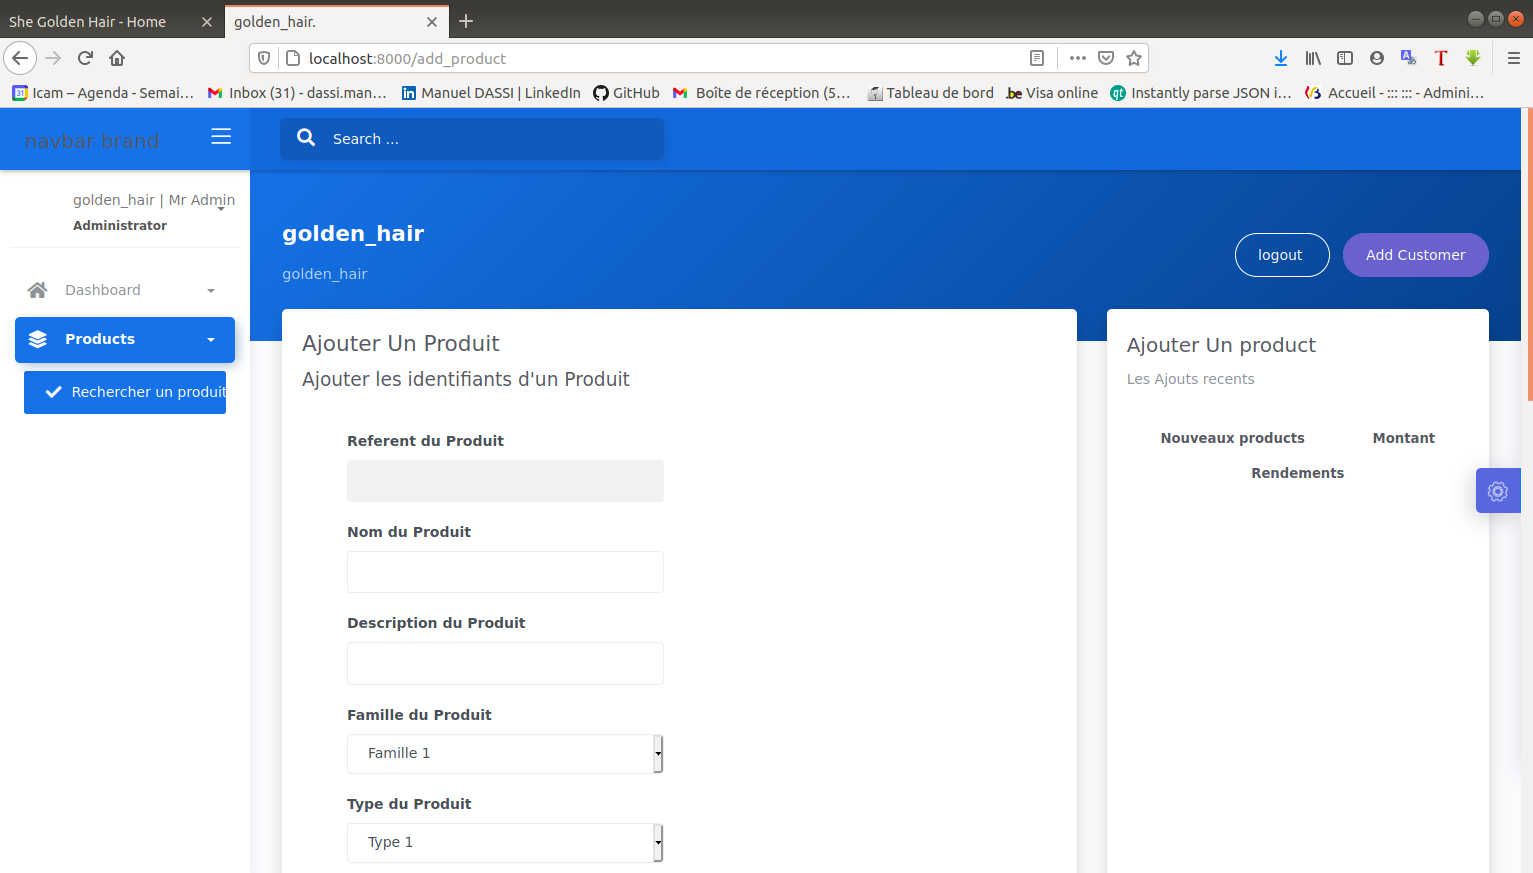 She Golden Hair - Home
golden_hair.
localhost:8000/add_product
Icam – Agenda - Semai…
Inbox (31) - dassi.man…
Manuel DASSI | LinkedIn
GitHub
Boîte de réception (5…
Tableau de bord
Visa online
Instantly parse JSON i…
Accueil - ::: ::: - Admini…
navbar brand
Search ...
golden_hair | Mr Admin
Administrator
Dashboard
Products
Rechercher un produit
golden_hair
golden_hair
logout
Add Customer
Ajouter Un Produit
Ajouter les identifiants d'un Produit
Referent du Produit
Nom du Produit
Description du Produit
Famille du Produit
Famille 1
Type du Produit
Type 1
Ajouter Un product
Les Ajouts recents
Nouveaux products
Montant
Rendements